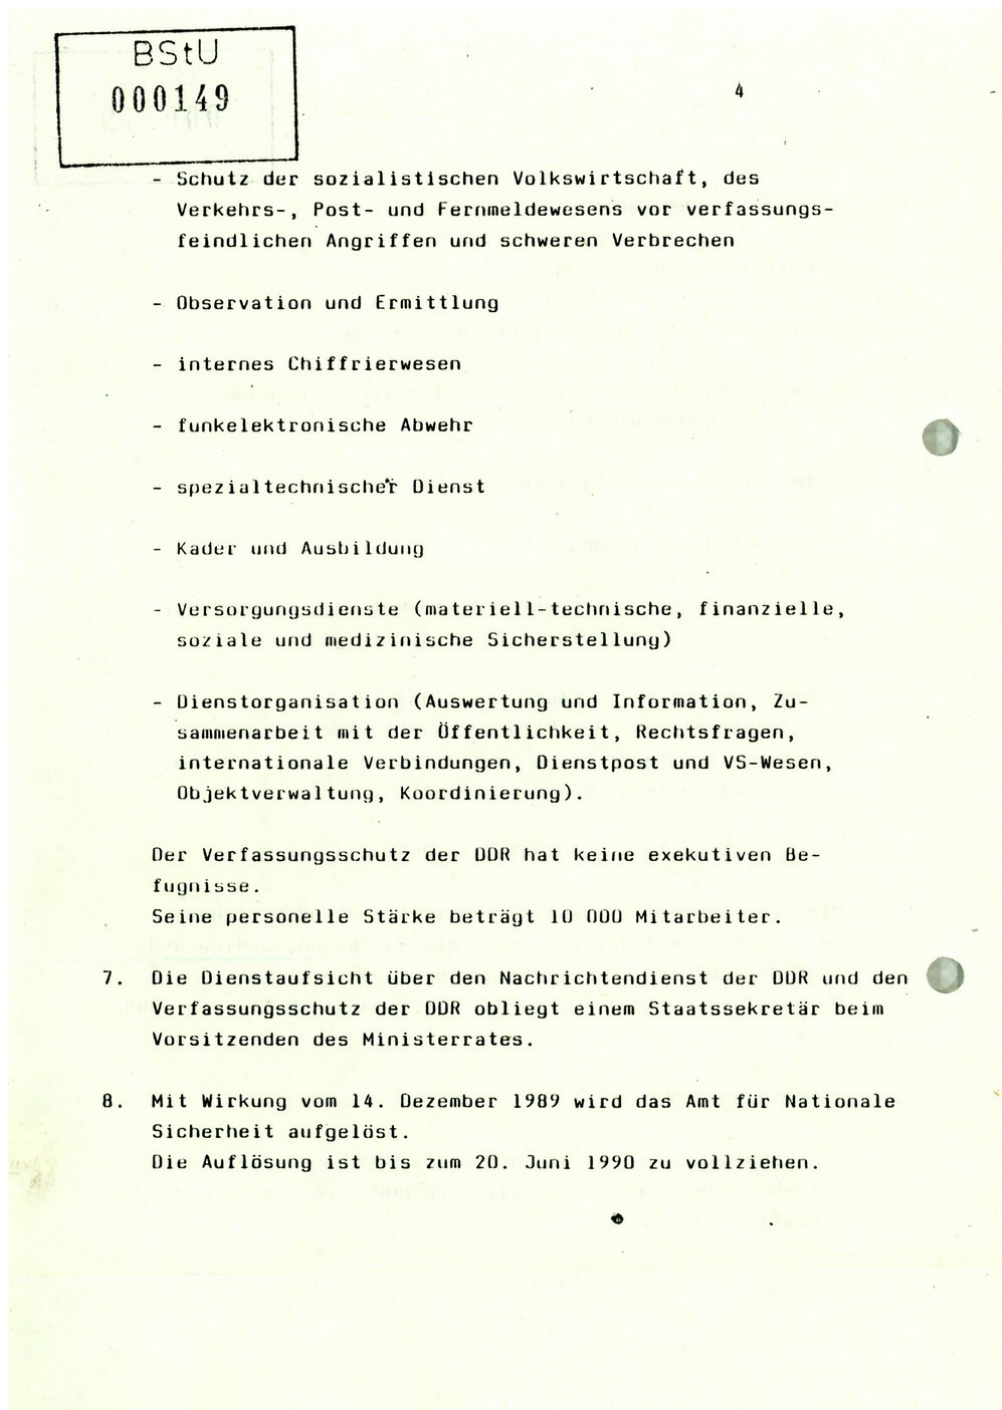 BStU
000149
4
- Schutz der sozialistischen Volkswirtschaft, des
Verkehrs-, Post- und Fernmeldewesens vor verfassungs-
feindlichen Angriffen und schweren Verbrechen
- Observation und Ermittlung
- internes Chiffrierwesen
- funkelektronische Abwehr
- spezialtechnischer Dienst
- Kader und Ausbildung
- Versorgungsdienste (materiell-technische, finanzielle,
soziale und medizinische Sicherstellung)
- Dienstorganisation (Auswertung und Information, Zu-
sammenarbeit mit der Öffentlichkeit, Rechtsfragen,
internationale Verbindungen, Dienstpost und VS-Wesen,
Objektverwaltung, Koordinierung).
Der Verfassungsschutz der DDR hat keine exekutiven Be-
fugnisse.
Seine personelle Stärke beträgt 10 000 Mitarbeiter.
7. Die Dienstaufsicht über den Nachrichtendienst der DDR und den
Verfassungsschutz der DDR obliegt einem Staatssekretär beim
Vorsitzenden des Ministerrates.
8. Mit Wirkung vom 14. Dezember 1989 wird das Amt für Nationale
Sicherheit aufgelöst.
Die Auflösung ist bis zum 20. Juni 1990 zu vollziehen.